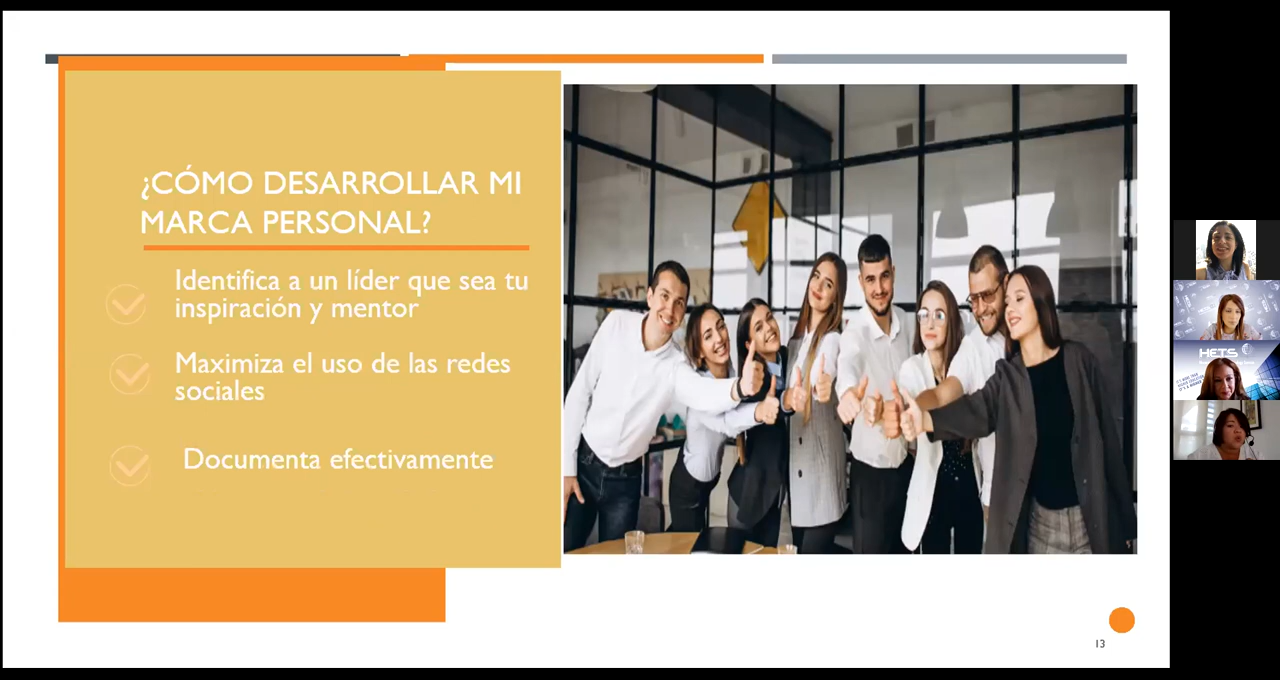 ¿CÓMO DESARROLLAR MI
MARCA PERSONAL?
Identifica a un líder que sea tu
inspiración y mentor
Maximiza el uso de las redes
sociales
Documenta efectivamente
13
HETS